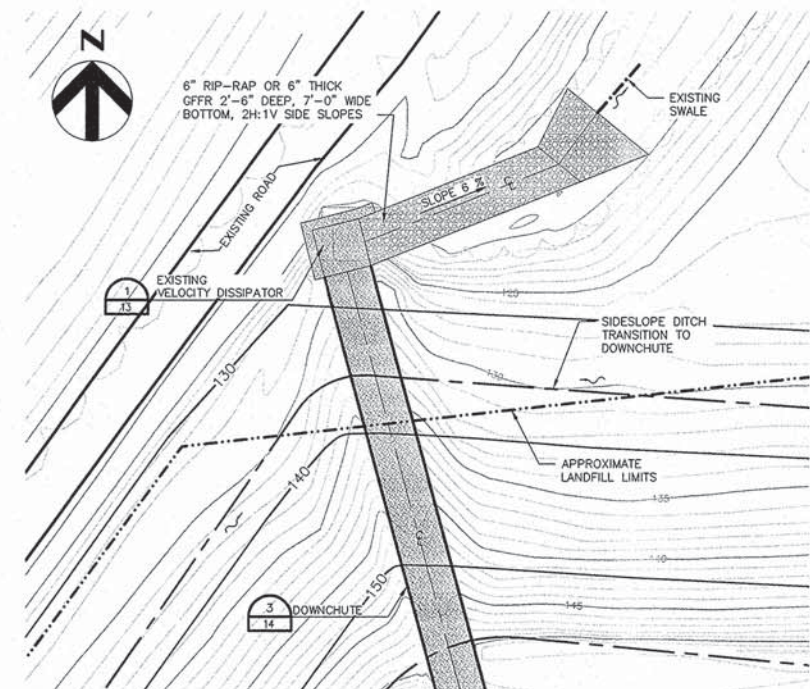 N
6" RIP-RAP OR 6" THICK
GFFR 2'-6" DEEP, 7'-0" WIDE
BOTTOM, 2H:1V SIDE SLOPES
EXISTING
SWALE
SLOPE 6 %
℄
EXISTING ROAD
1
13
EXISTING
VELOCITY DISSIPATOR
SIDESLOPE DITCH
TRANSITION TO
DOWNCHUTE
130
130
APPROXIMATE
LANDFILL LIMITS
140
135
℄
150
145
3
14
DOWNCHUTE